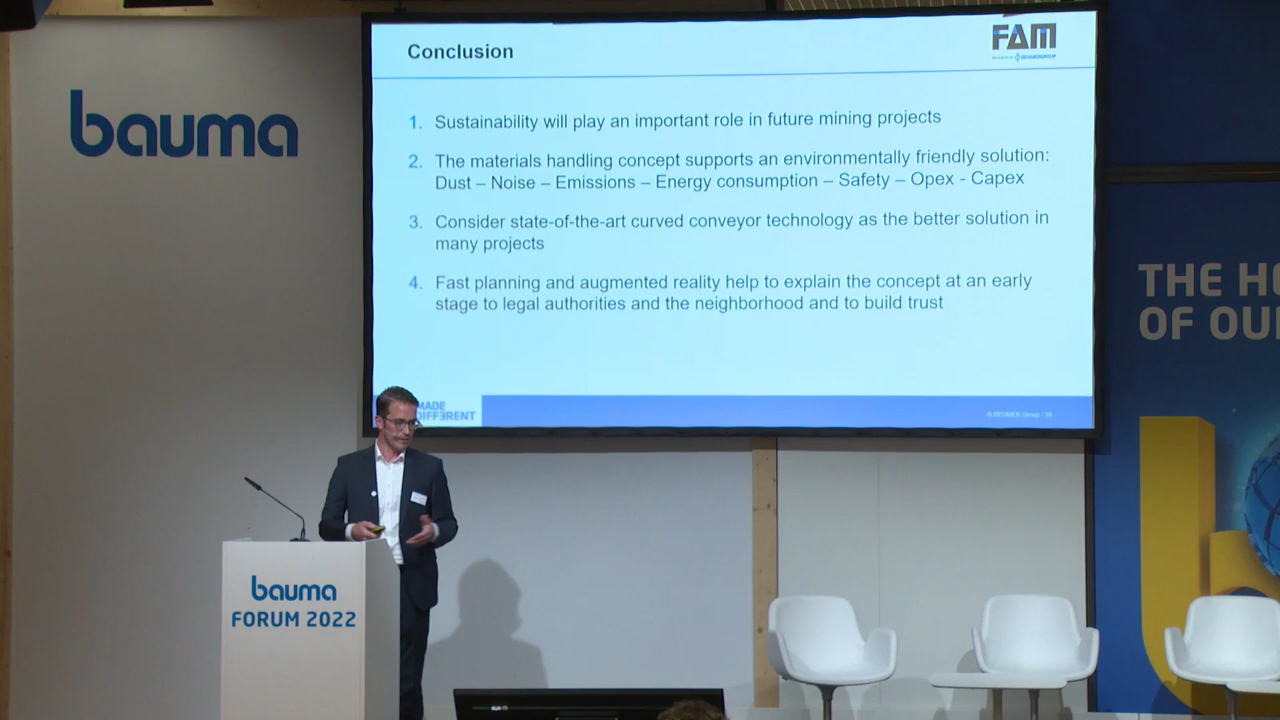 Conclusion
FAM
bauma
1. Sustainability will play an important role in future mining projects
2. The materials handling concept supports an environmentally friendly solution:
Dust – Noise – Emissions – Energy consumption – Safety – Opex - Capex
3. Consider state-of-the-art curved conveyor technology as the better solution in
many projects
4. Fast planning and augmented reality help to explain the concept at an early
stage to legal authorities and the neighborhood and to build trust
THE
OF
MADE
DIFFERENT
bauma
FORUM 2022